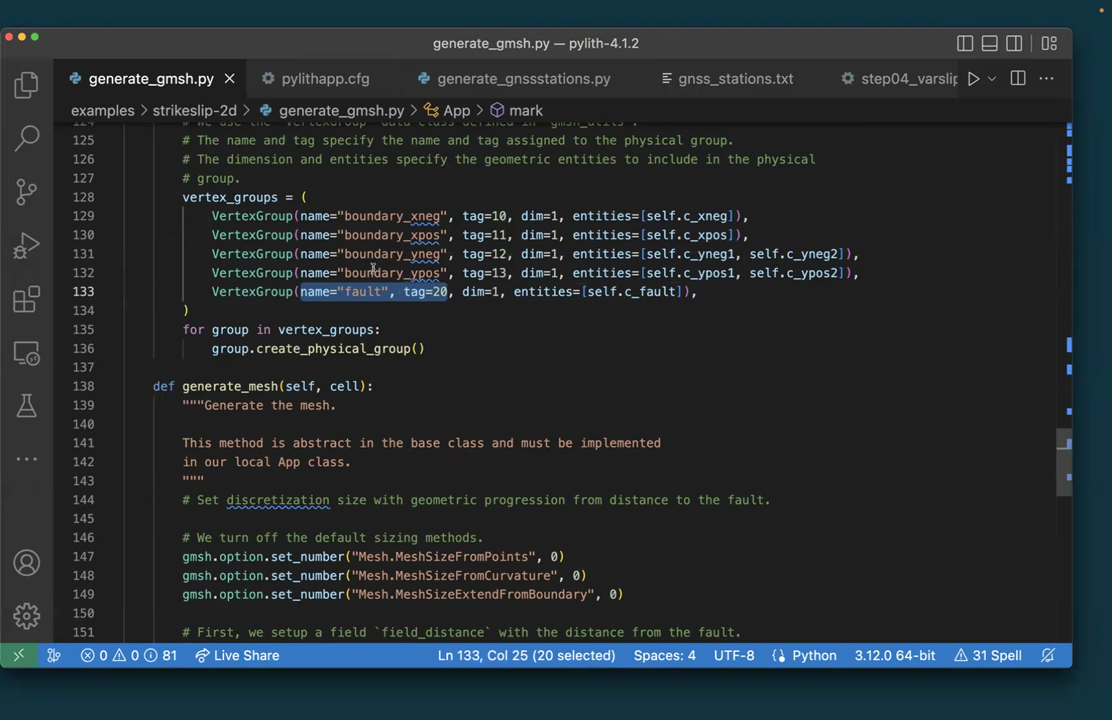 generate_gmsh.py — pylith-4.1.2
generate_gmsh.py pylithapp.cfg generate_gnssstations.py gnss_stations.txt step04_varslip
examples > strikeslip-2d > generate_gmsh.py > App > mark
124 # We use the `VertexGroup` data class defined in `gmsh_utils`.
125 # The name and tag specify the name and tag assigned to the physical group.
126 # The dimension and entities specify the geometric entities to include in the physical
127 # group.
128 vertex_groups = (
129 VertexGroup(name="boundary_xneg", tag=10, dim=1, entities=[self.c_xneg]),
130 VertexGroup(name="boundary_xpos", tag=11, dim=1, entities=[self.c_xpos]),
131 VertexGroup(name="boundary_yneg", tag=12, dim=1, entities=[self.c_yneg1, self.c_yneg2]),
132 VertexGroup(name="boundary_ypos", tag=13, dim=1, entities=[self.c_ypos1, self.c_ypos2]),
133 VertexGroup(name="fault", tag=20, dim=1, entities=[self.c_fault]),
134 )
135 for group in vertex_groups:
136 group.create_physical_group()
137
138 def generate_mesh(self, cell):
139 """Generate the mesh.
140
141 This method is abstract in the base class and must be implemented
142 in our local App class.
143 """
144 # Set discretization size with geometric progression from distance to the fault.
145
146 # We turn off the default sizing methods.
147 gmsh.option.set_number("Mesh.MeshSizeFromPoints", 0)
148 gmsh.option.set_number("Mesh.MeshSizeFromCurvature", 0)
149 gmsh.option.set_number("Mesh.MeshSizeExtendFromBoundary", 0)
150
151 # First, we setup a field `field_distance` with the distance from the fault.
0 0 81 Live Share Ln 133, Col 25 (20 selected) Spaces: 4 UTF-8 Python 3.12.0 64-bit 31 Spell